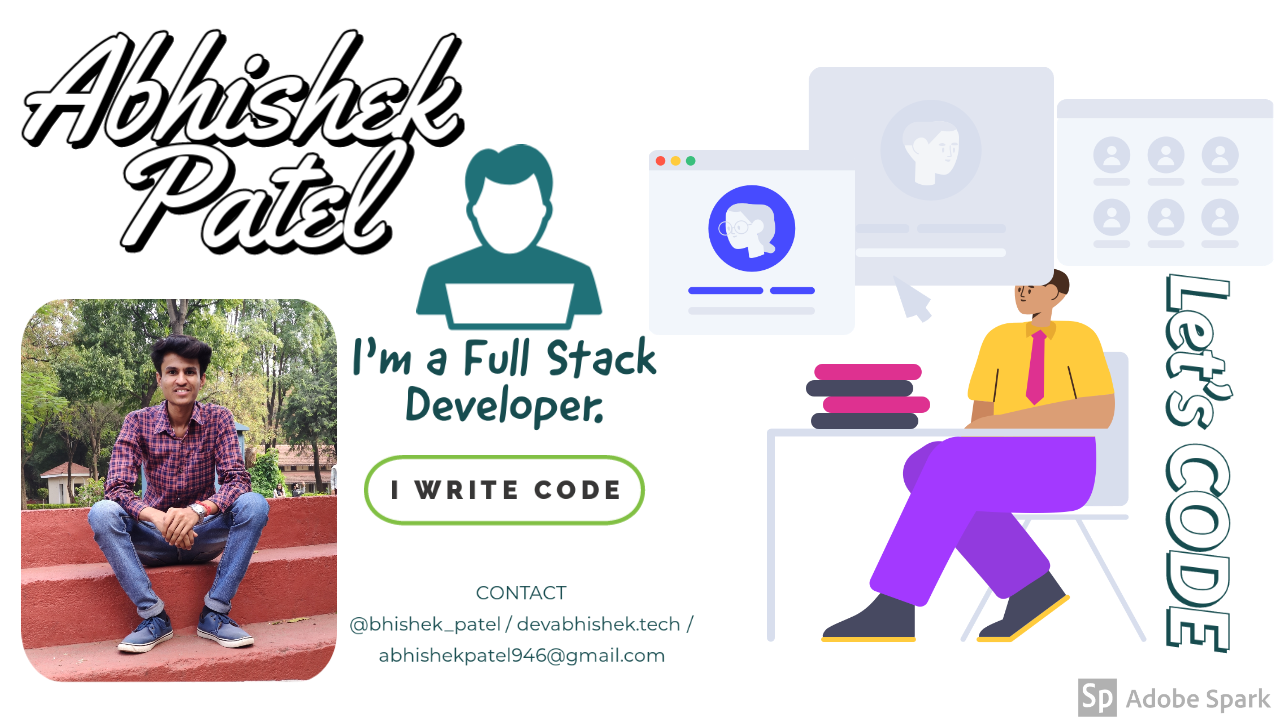 Abhishek
Patel
I'm a Full Stack
Developer.
I WRITE CODE
CONTACT
@bhishek_patel / devabhishek.tech /
abhishekpatel946@gmail.com
Let's CODE
Sp Adobe Spark